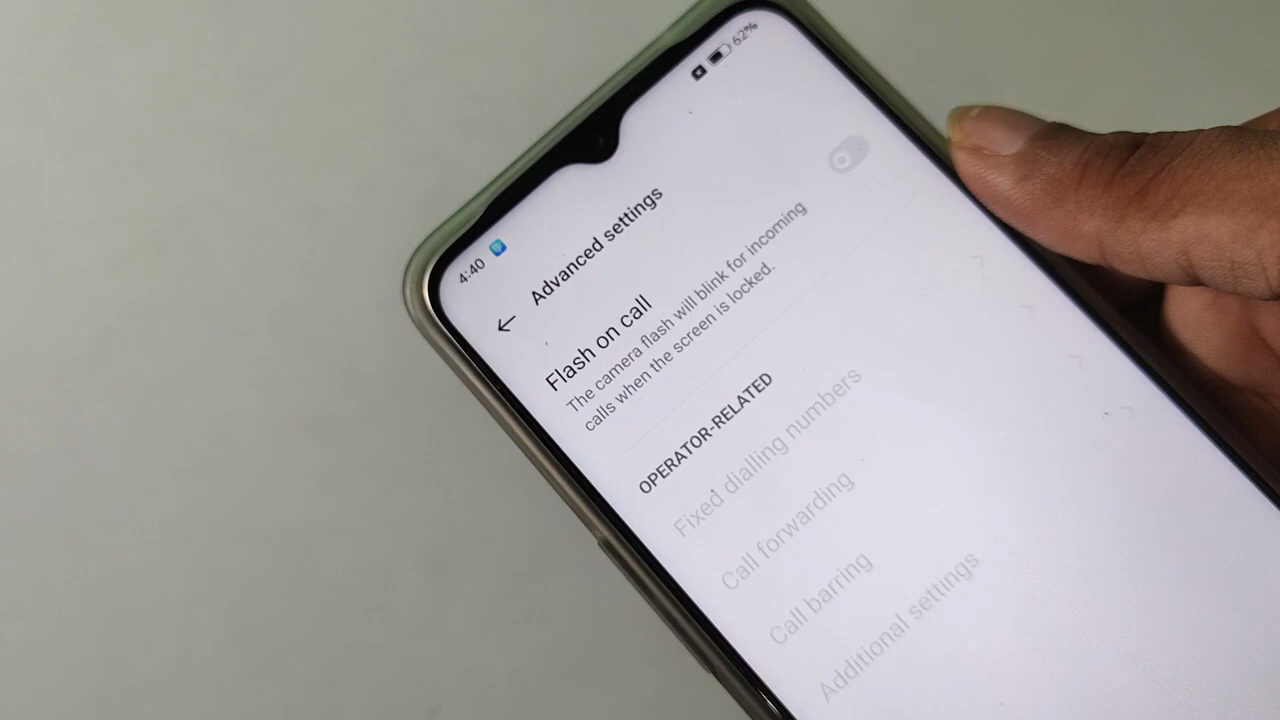 4:40
62%
Advanced settings
Flash on call
The camera flash will blink for incoming
calls when the screen is locked.
OPERATOR-RELATED
Fixed dialling numbers
Call forwarding
Call barring
Additional settings